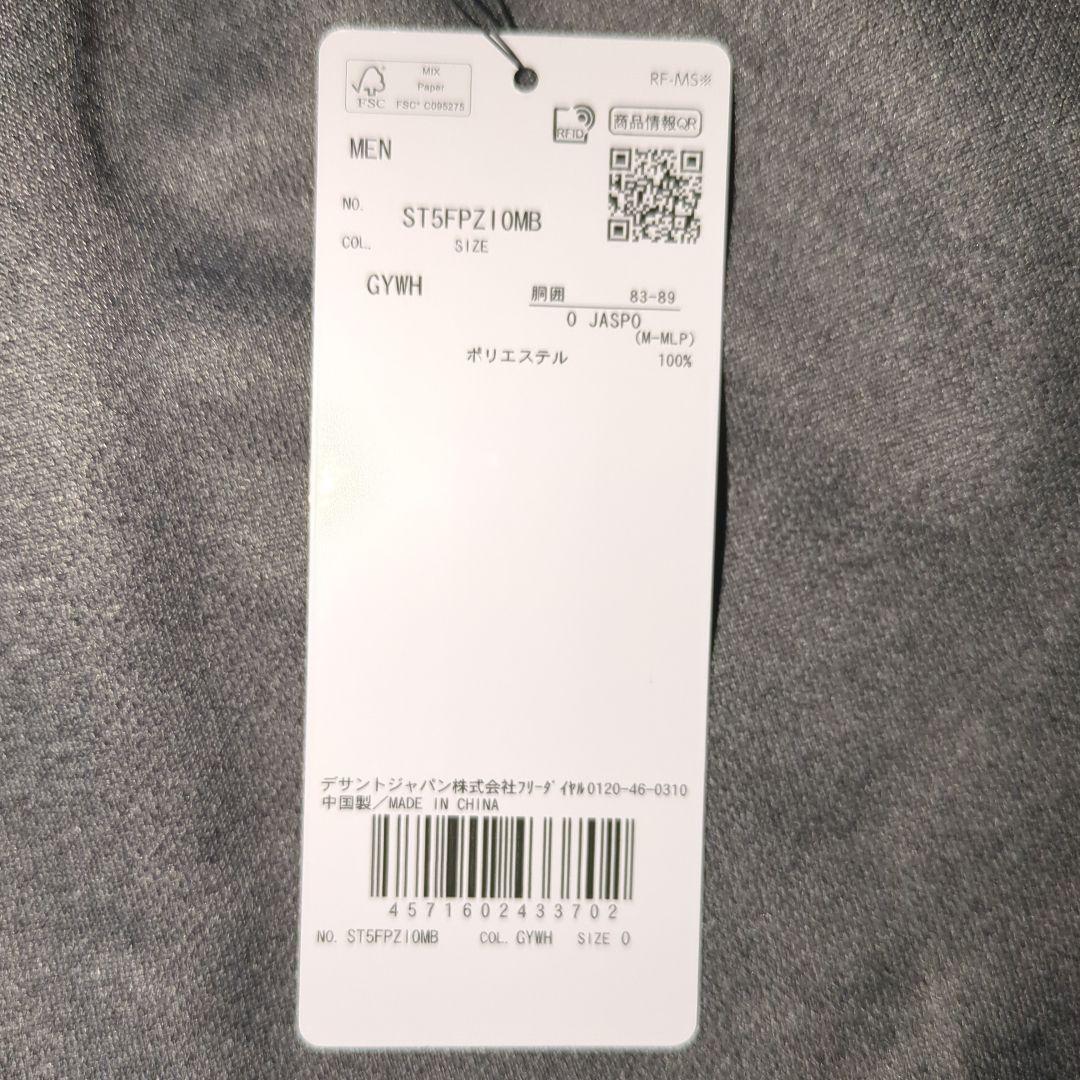 RF-MS※
FSC
MIX
Paper
FSC® C095275
RFID
商品情報QR
MEN
NO. ST5FPZ10MB
COL. SIZE
GYWH
胴囲 83-89
O JASPO
(M-MLP)
ポリエステル 100%
デサントジャパン株式会社ﾌﾘｰﾀﾞｲﾔﾙ0120-46-0310
中国製／MADE IN CHINA
4571602433702
NO. ST5FPZ10MB COL. GYWH SIZE O